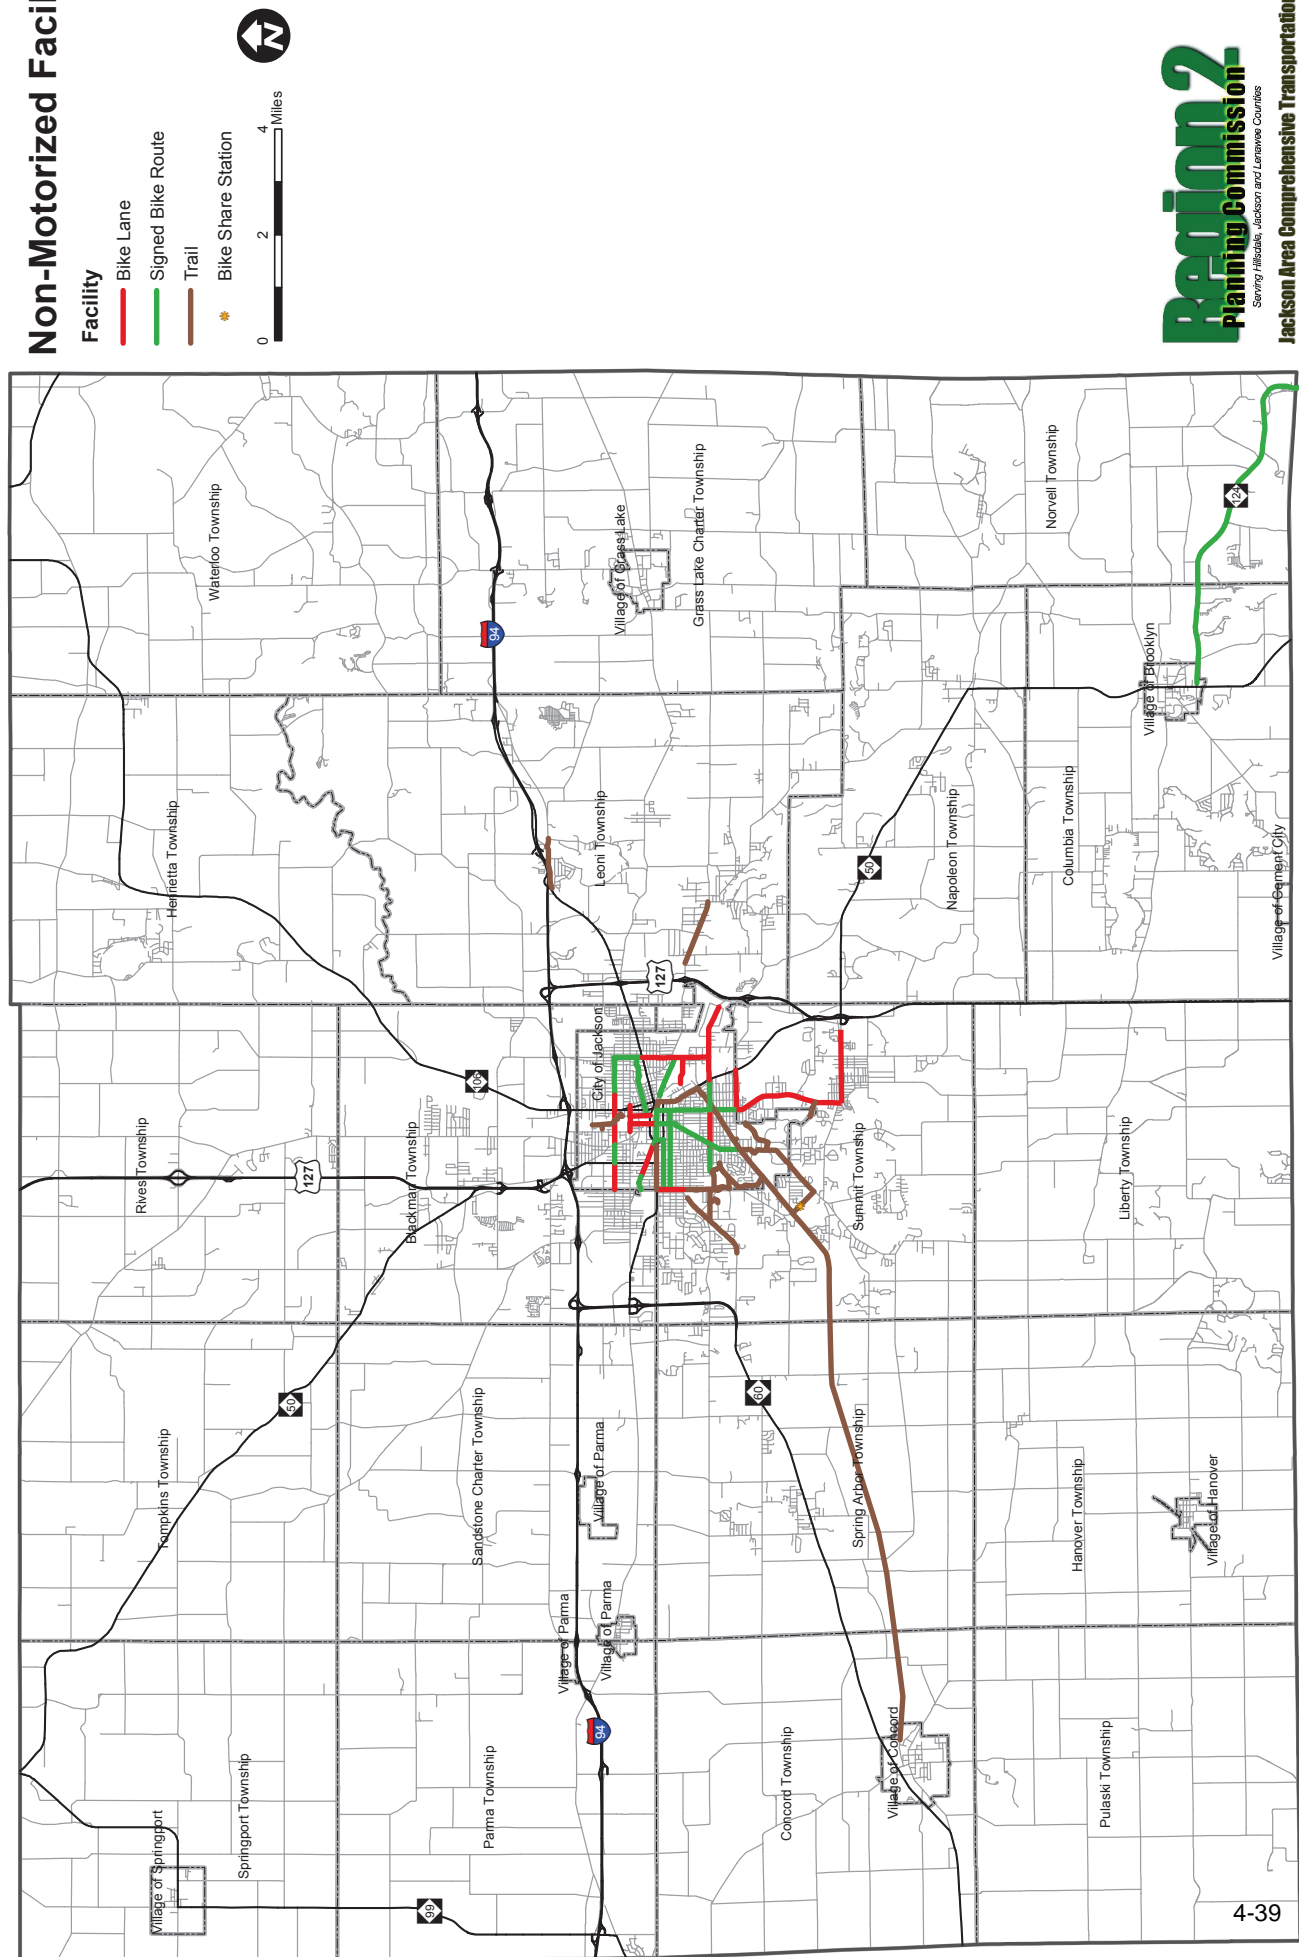 Non-Motorized Facil
Facility
Bike Lane
Signed Bike Route
Trail
Bike Share Station
0 2 4
Miles
N
Region 2
Planning Commission
Serving Hillsdale, Jackson and Lenawee Counties
Jackson Area Comprehensive Transportation
Village of Springport
Springport Township
99
Parma Township
94
Village of Parma
Village of Parma
Village of Parma
Concord Township
Village of Concord
Pulaski Township
Tompkins Township
50
Sandstone Charter Township
60
Spring Arbor Township
Hanover Township
Village of Hanover
Rives Township
127
Blackman Township
106
City of Jackson
127
Summit Township
Liberty Township
Henrietta Township
Leoni Township
50
Napoleon Township
Columbia Township
Village of Cement City
Village of Brooklyn
Waterloo Township
94
Village of Grass Lake
Grass Lake Charter Township
Norvell Township
124
4-39